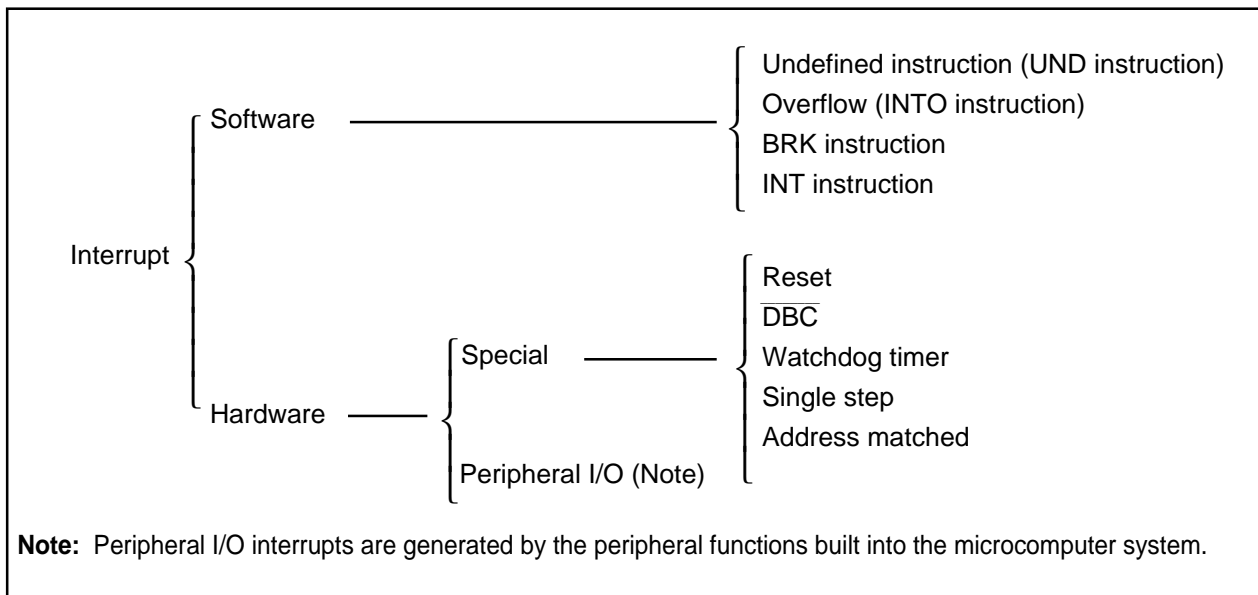 Undefined instruction (UND instruction)
Software
Overflow (INTO instruction)
BRK instruction
INT instruction
Interrupt
Reset
DBC
Special
Watchdog timer
Single step
Hardware
Address matched
Peripheral I/O (Note)
Note: Peripheral I/O interrupts are generated by the peripheral functions built into the microcomputer system.